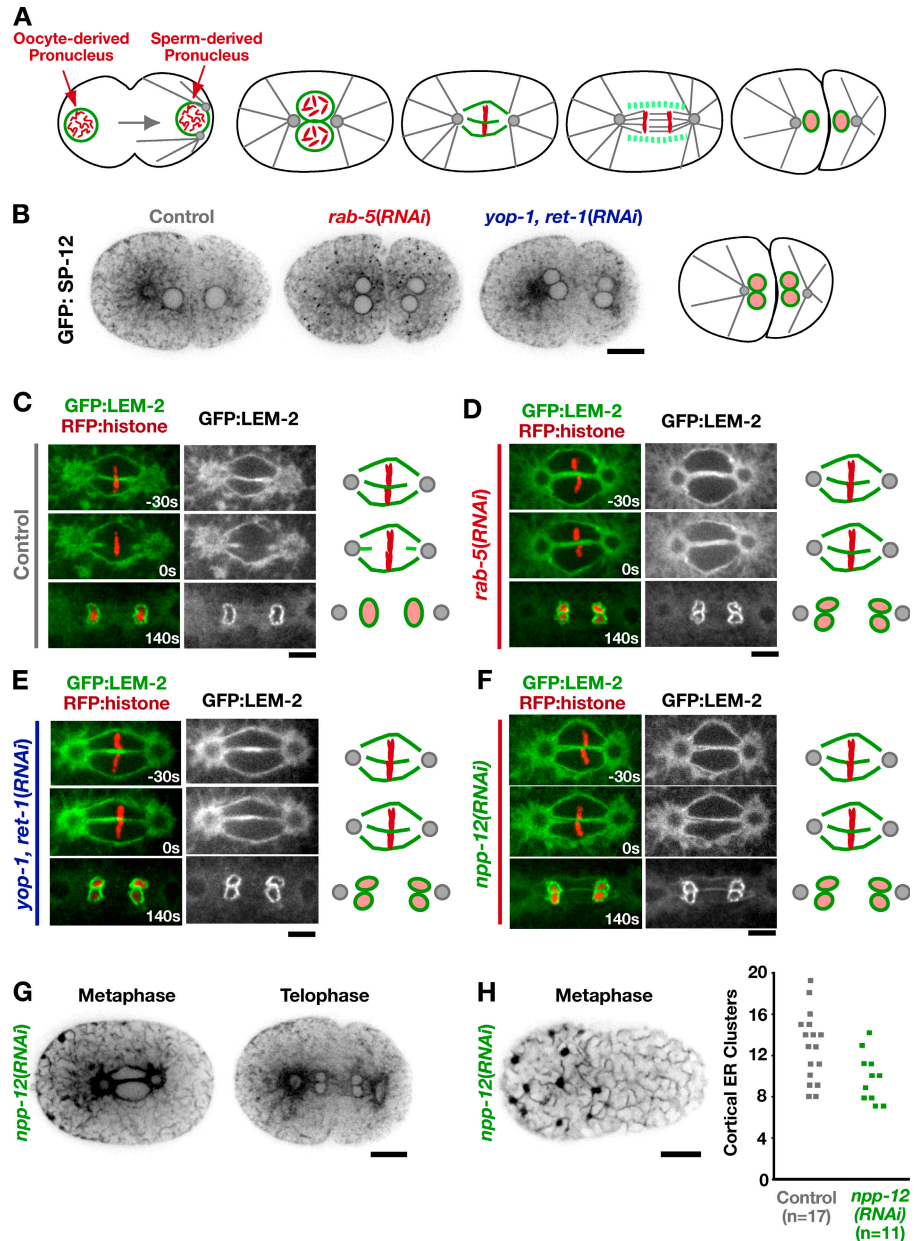 A
Oocyte-derived
Pronucleus
Sperm-derived
Pronucleus
B
Control
rab-5(RNAi)
yop-1, ret-1(RNAi)
GFP: SP-12
C
GFP:LEM-2
RFP:histone
GFP:LEM-2
Control
-30s
0s
140s
D
GFP:LEM-2
RFP:histone
GFP:LEM-2
rab-5(RNAi)
-30s
0s
140s
E
GFP:LEM-2
RFP:histone
GFP:LEM-2
yop-1, ret-1(RNAi)
-30s
0s
140s
F
GFP:LEM-2
RFP:histone
GFP:LEM-2
npp-12(RNAi)
-30s
0s
140s
G
Metaphase
Telophase
npp-12(RNAi)
H
Metaphase
npp-12(RNAi)
Cortical ER Clusters
20
16
12
8
4
0
Control
(n=17)
npp-12
(RNAi)
(n=11)